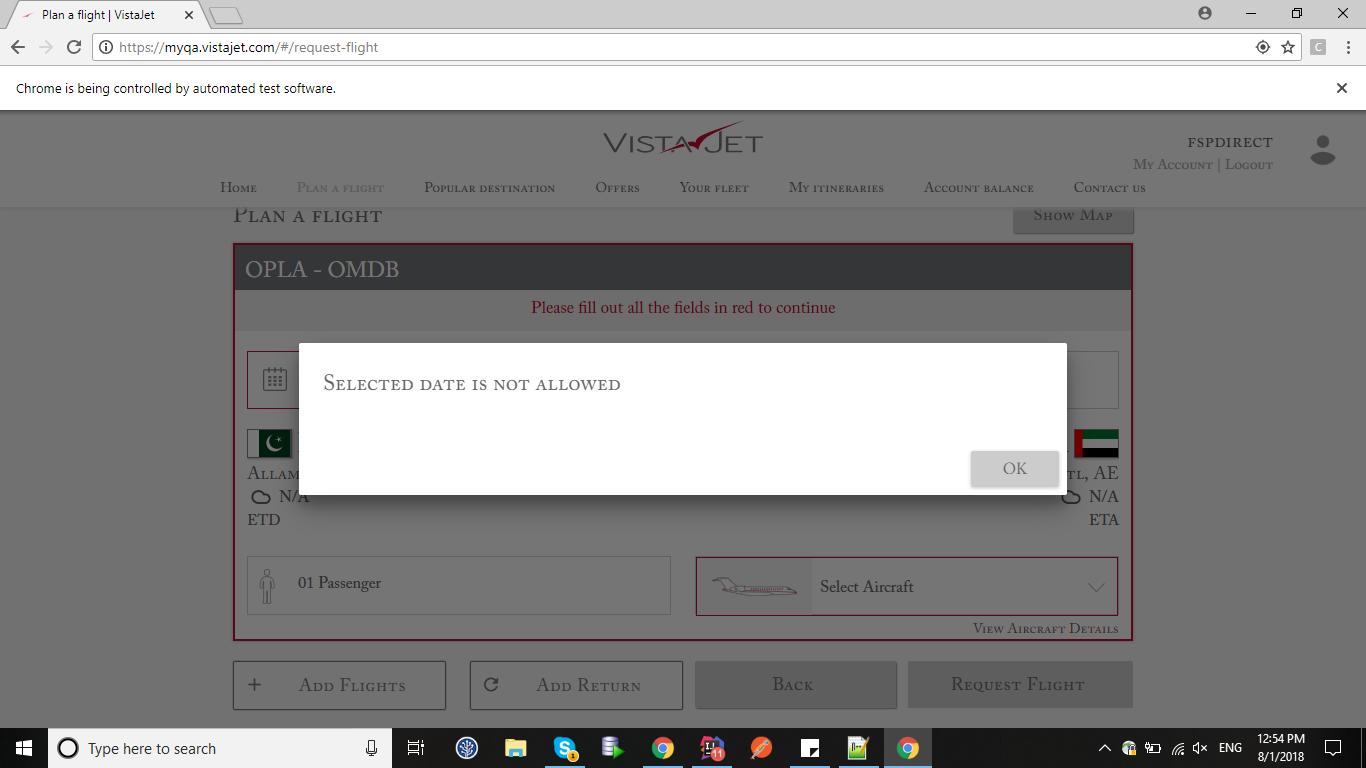 Plan a flight | VistaJet
https://myqa.vistajet.com/#/request-flight
C
Chrome is being controlled by automated test software.
VISTAJET
FSPDIRECT
My Account | Logout
Home Plan a flight Popular destination Offers Your fleet My itineraries Account balance Contact us
Plan a flight
Show Map
OPLA - OMDB
Please fill out all the fields in red to continue
Selected date is not allowed
OK
TL, AE
N/A N/A
ETD ETA
01 Passenger
Select Aircraft
View Aircraft Details
+ Add Flights Add Return Back Request Flight
Type here to search
1
11
ENG
12:54 PM
8/1/2018